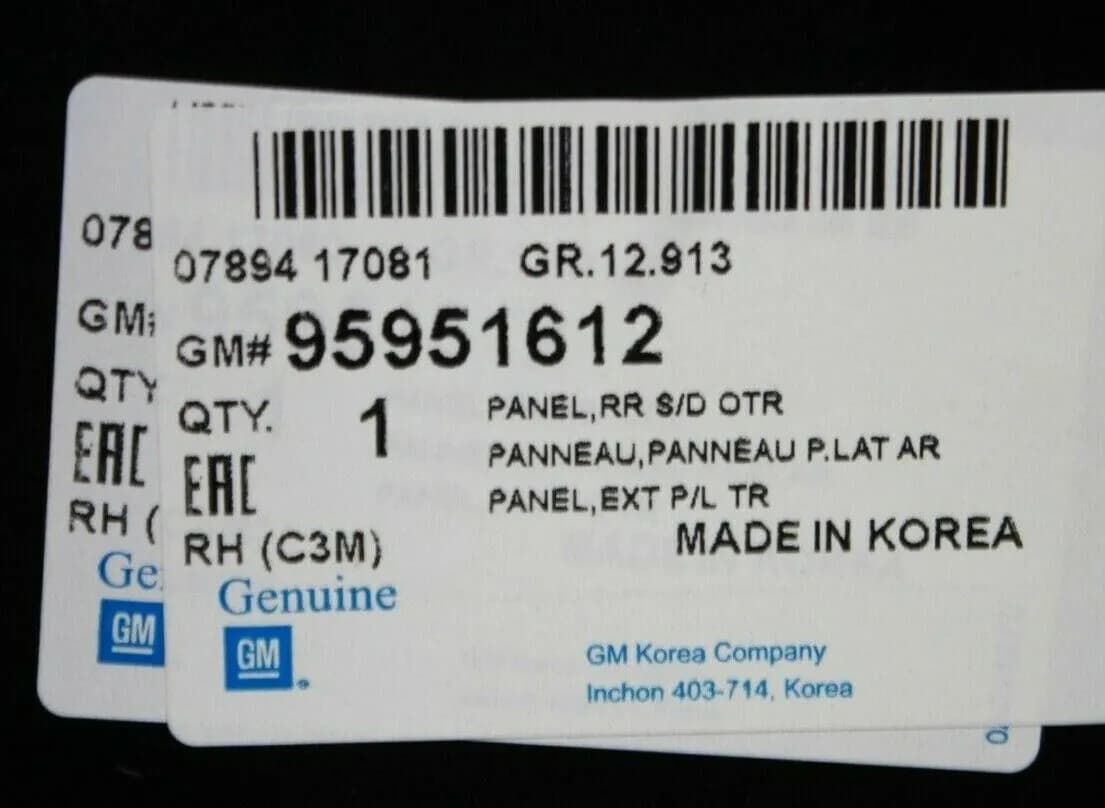 07894 17081 GR.12.913
GM# 95951612
QTY. 1 PANEL,RR S/D OTR
PANNEAU,PANNEAU P.LAT AR
EAC PANEL,EXT P/L TR
RH (C3M) MADE IN KOREA
Genuine
GM
GM Korea Company
Inchon 403-714, Korea
078
GM
QTY
EAC
RH (
Ge
GM